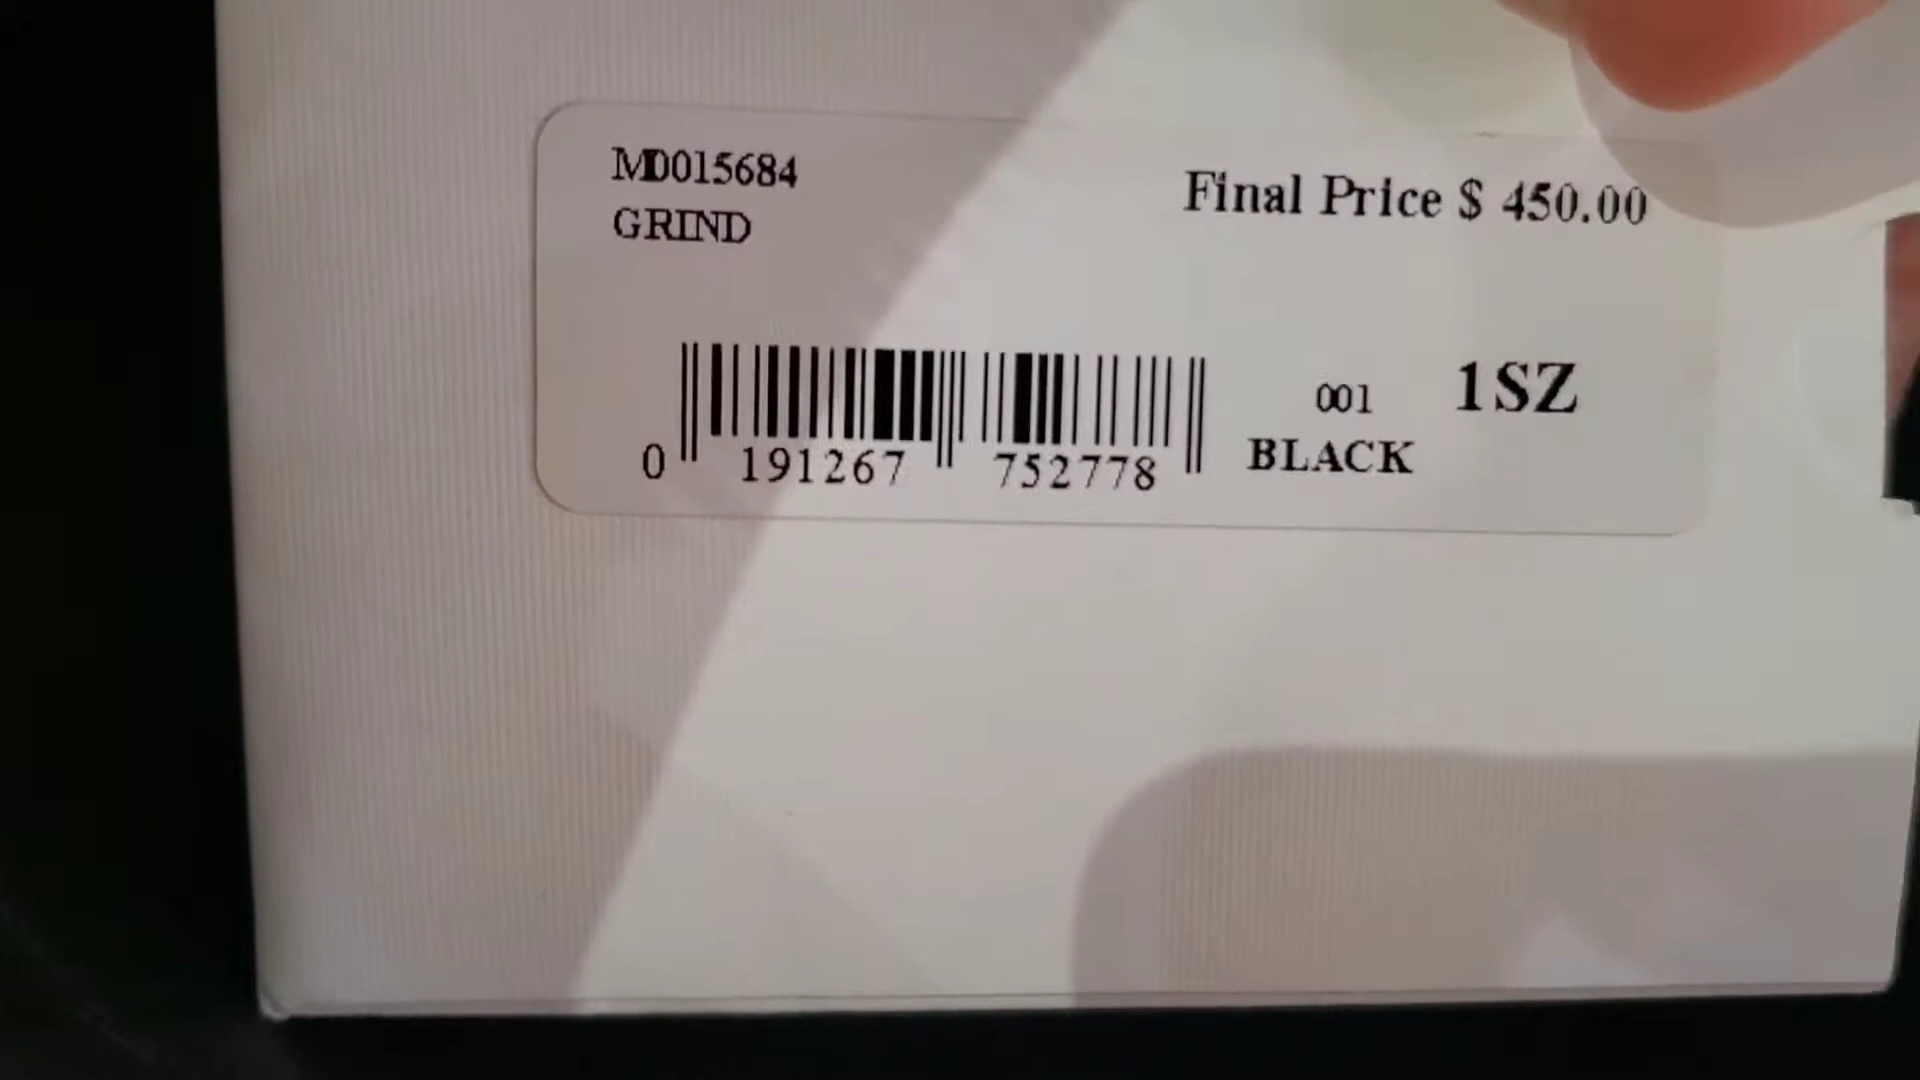 MD015684
GRIND
Final Price $ 450.00
0 191267 752778
001 1SZ
BLACK